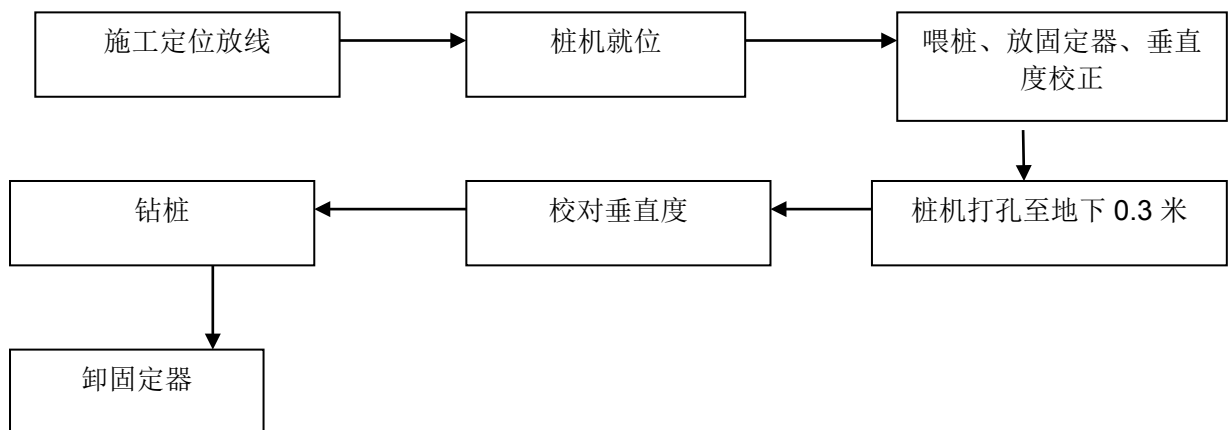 施工定位放线
桩机就位
喂桩、放固定器、垂直
度校正
桩机打孔至地下 0.3 米
校对垂直度
钻桩
卸固定器